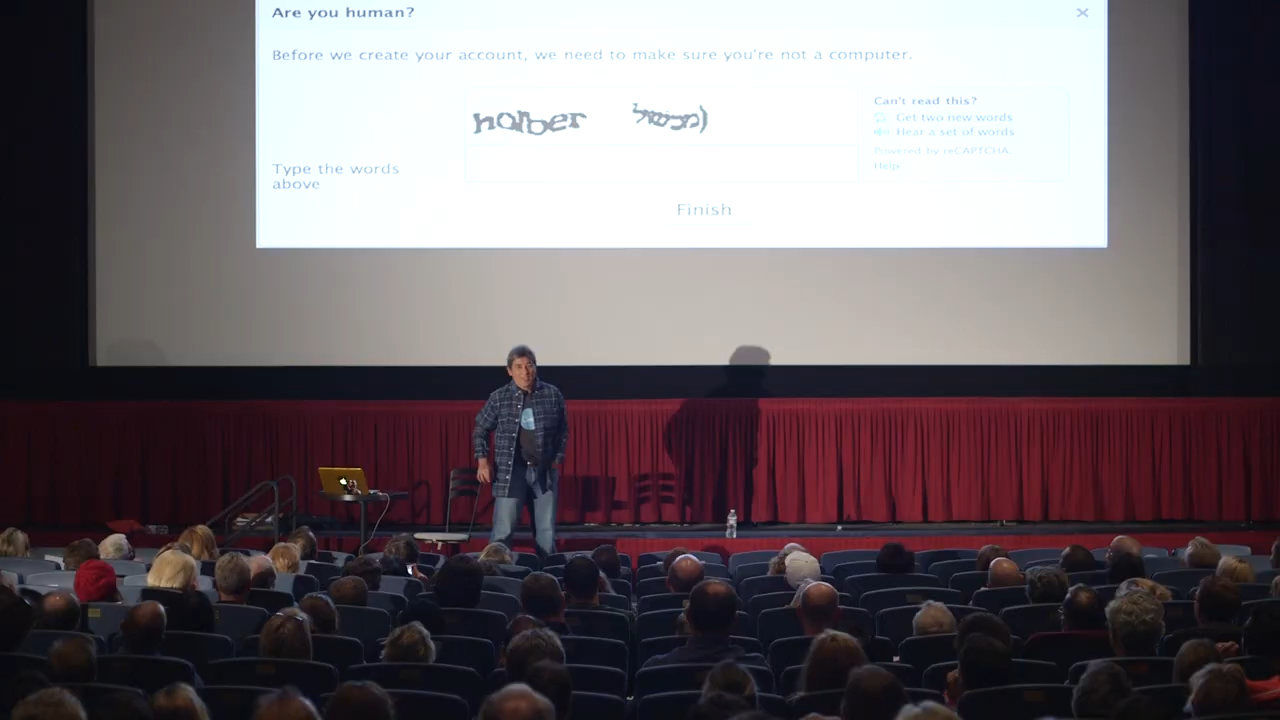 Are you human?
Before we create your account, we need to make sure you're not a computer.
Can't read this?
Get two new words
Hear a set of words
Powered by reCAPTCHA.
Help
Type the words
above
Finish